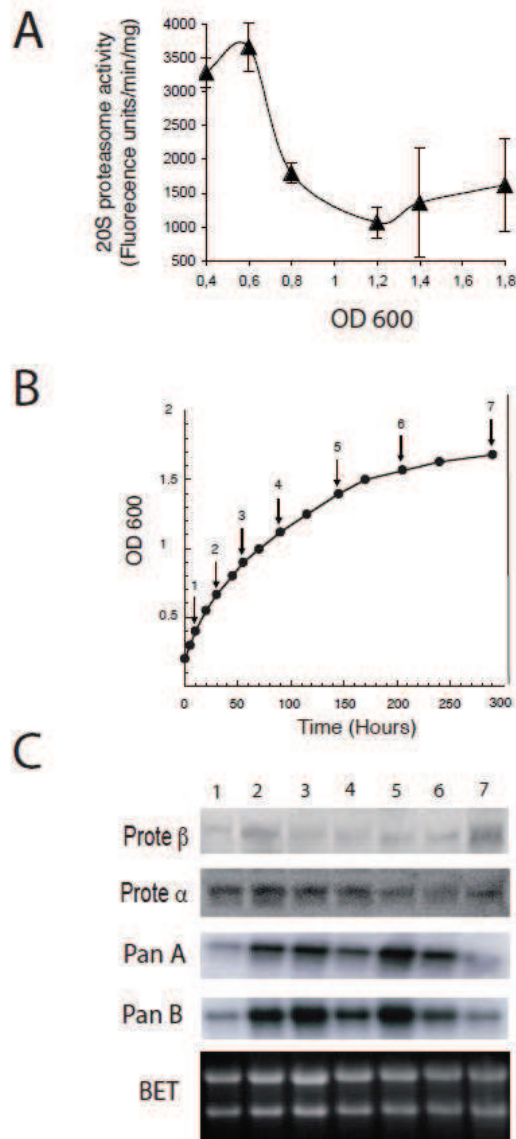 A
20S proteasome activity
(Fluorecence units/min/mg)
4000
3500
3000
2500
2000
1500
1000
500
0,4 0,6 0,8 1 1,2 1,4 1,6 1,8
OD 600
B
OD 600
2
1.5
1
0.5
1 2 3 4 5 6 7
0 50 100 150 200 250 300
Time (Hours)
C
1 2 3 4 5 6 7
Prote β
Prote α
Pan A
Pan B
BET